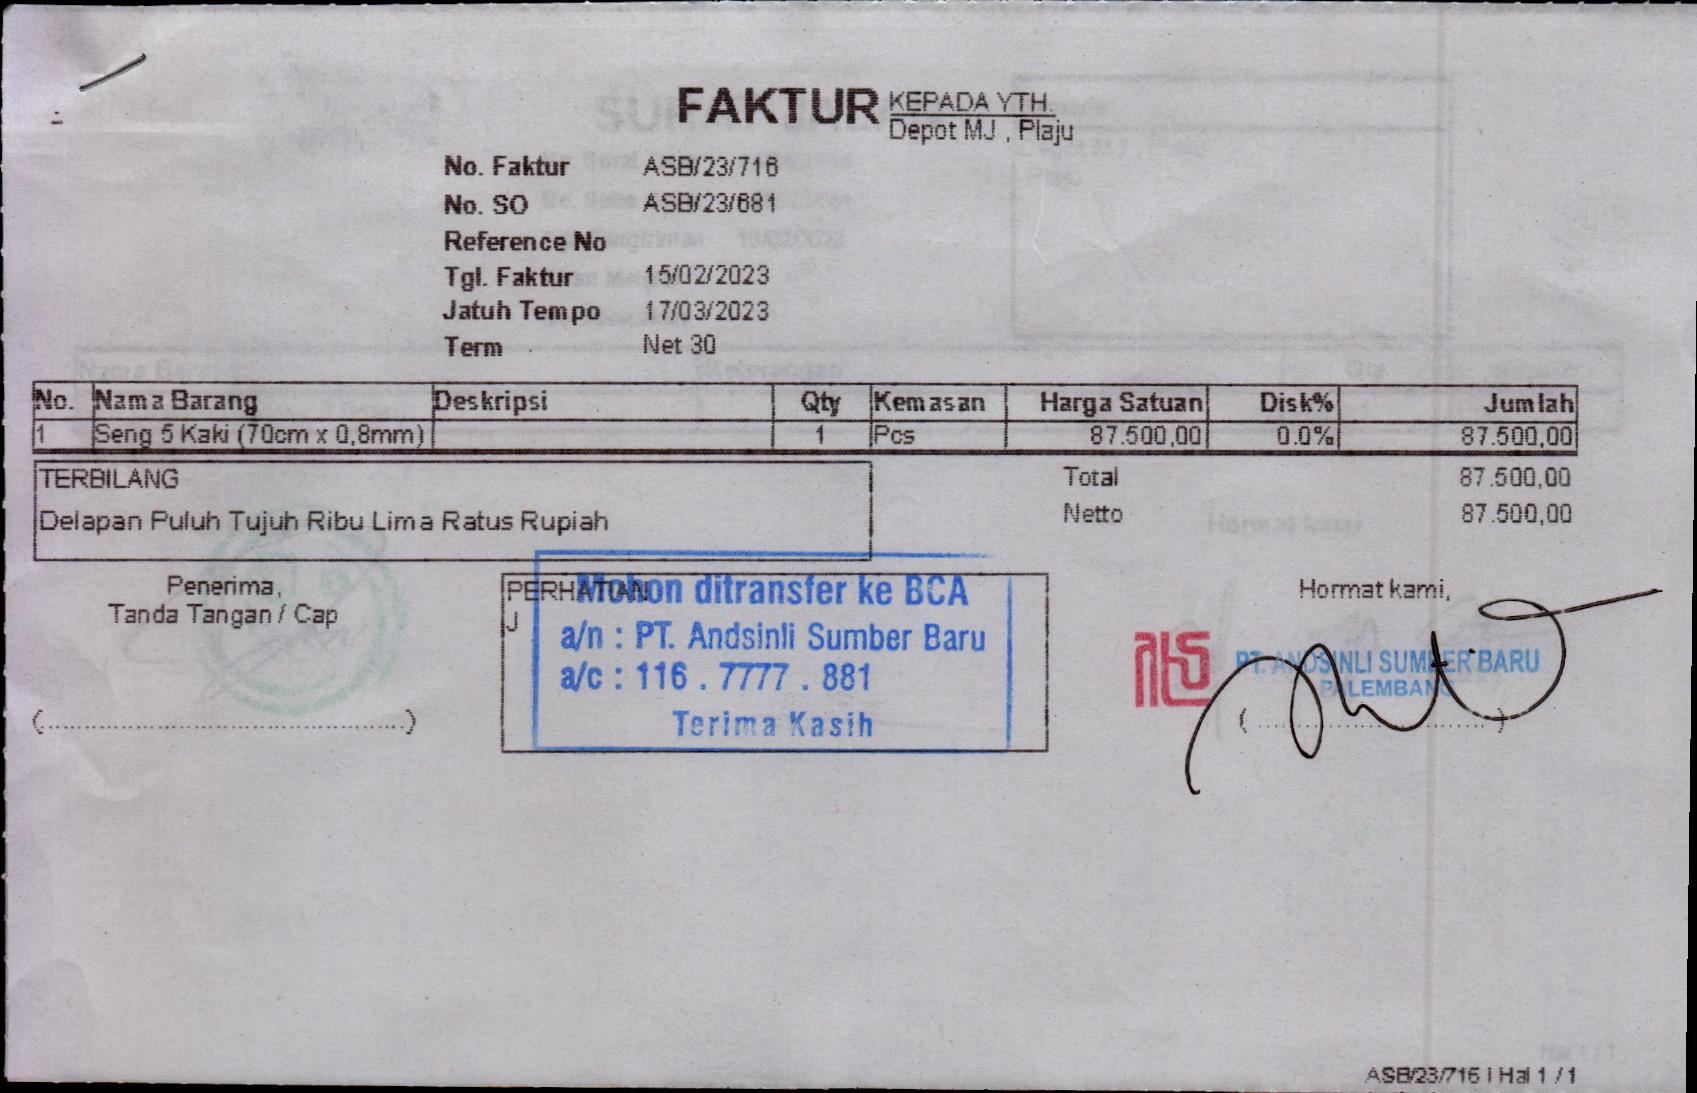 FAKTUR
KEPADA YTH.
Depot MJ , Plaju
No. Faktur ASB/23/716
No. SO ASB/23/681
Reference No
Tgl. Faktur 15/02/2023
Jatuh Tempo 17/03/2023
Term Net 30
No. Nama Barang Deskripsi Qty Kemasan Harga Satuan Disk% Jumlah
1 Seng 5 Kaki (70cm x 0,8mm) 1 Pcs 87.500,00 0.0% 87.500,00
TERBILANG
Delapan Puluh Tujuh Ribu Lima Ratus Rupiah
Total 87.500,00
Netto 87.500,00
Penerima,
Tanda Tangan / Cap
(........................................................)
PERHATIAN
J
Mohon ditransfer ke BCA
a/n : PT. Andsinli Sumber Baru
a/c : 116 . 7777 . 881
Terima Kasih
Hormat kami,
PT. ANDSINLI SUMBER BARU
PALEMBANG
(........................................)
ASB/23/716 | Hal 1 / 1